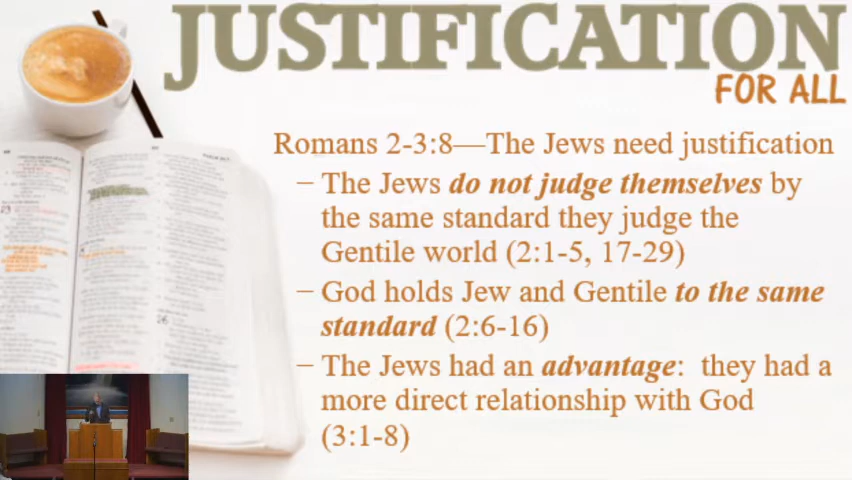 JUSTIFICATION
FOR ALL
Romans 2-3:8—The Jews need justification
– The Jews do not judge themselves by
the same standard they judge the
Gentile world (2:1-5, 17-29)
– God holds Jew and Gentile to the same
standard (2:6-16)
– The Jews had an advantage: they had a
more direct relationship with God
(3:1-8)